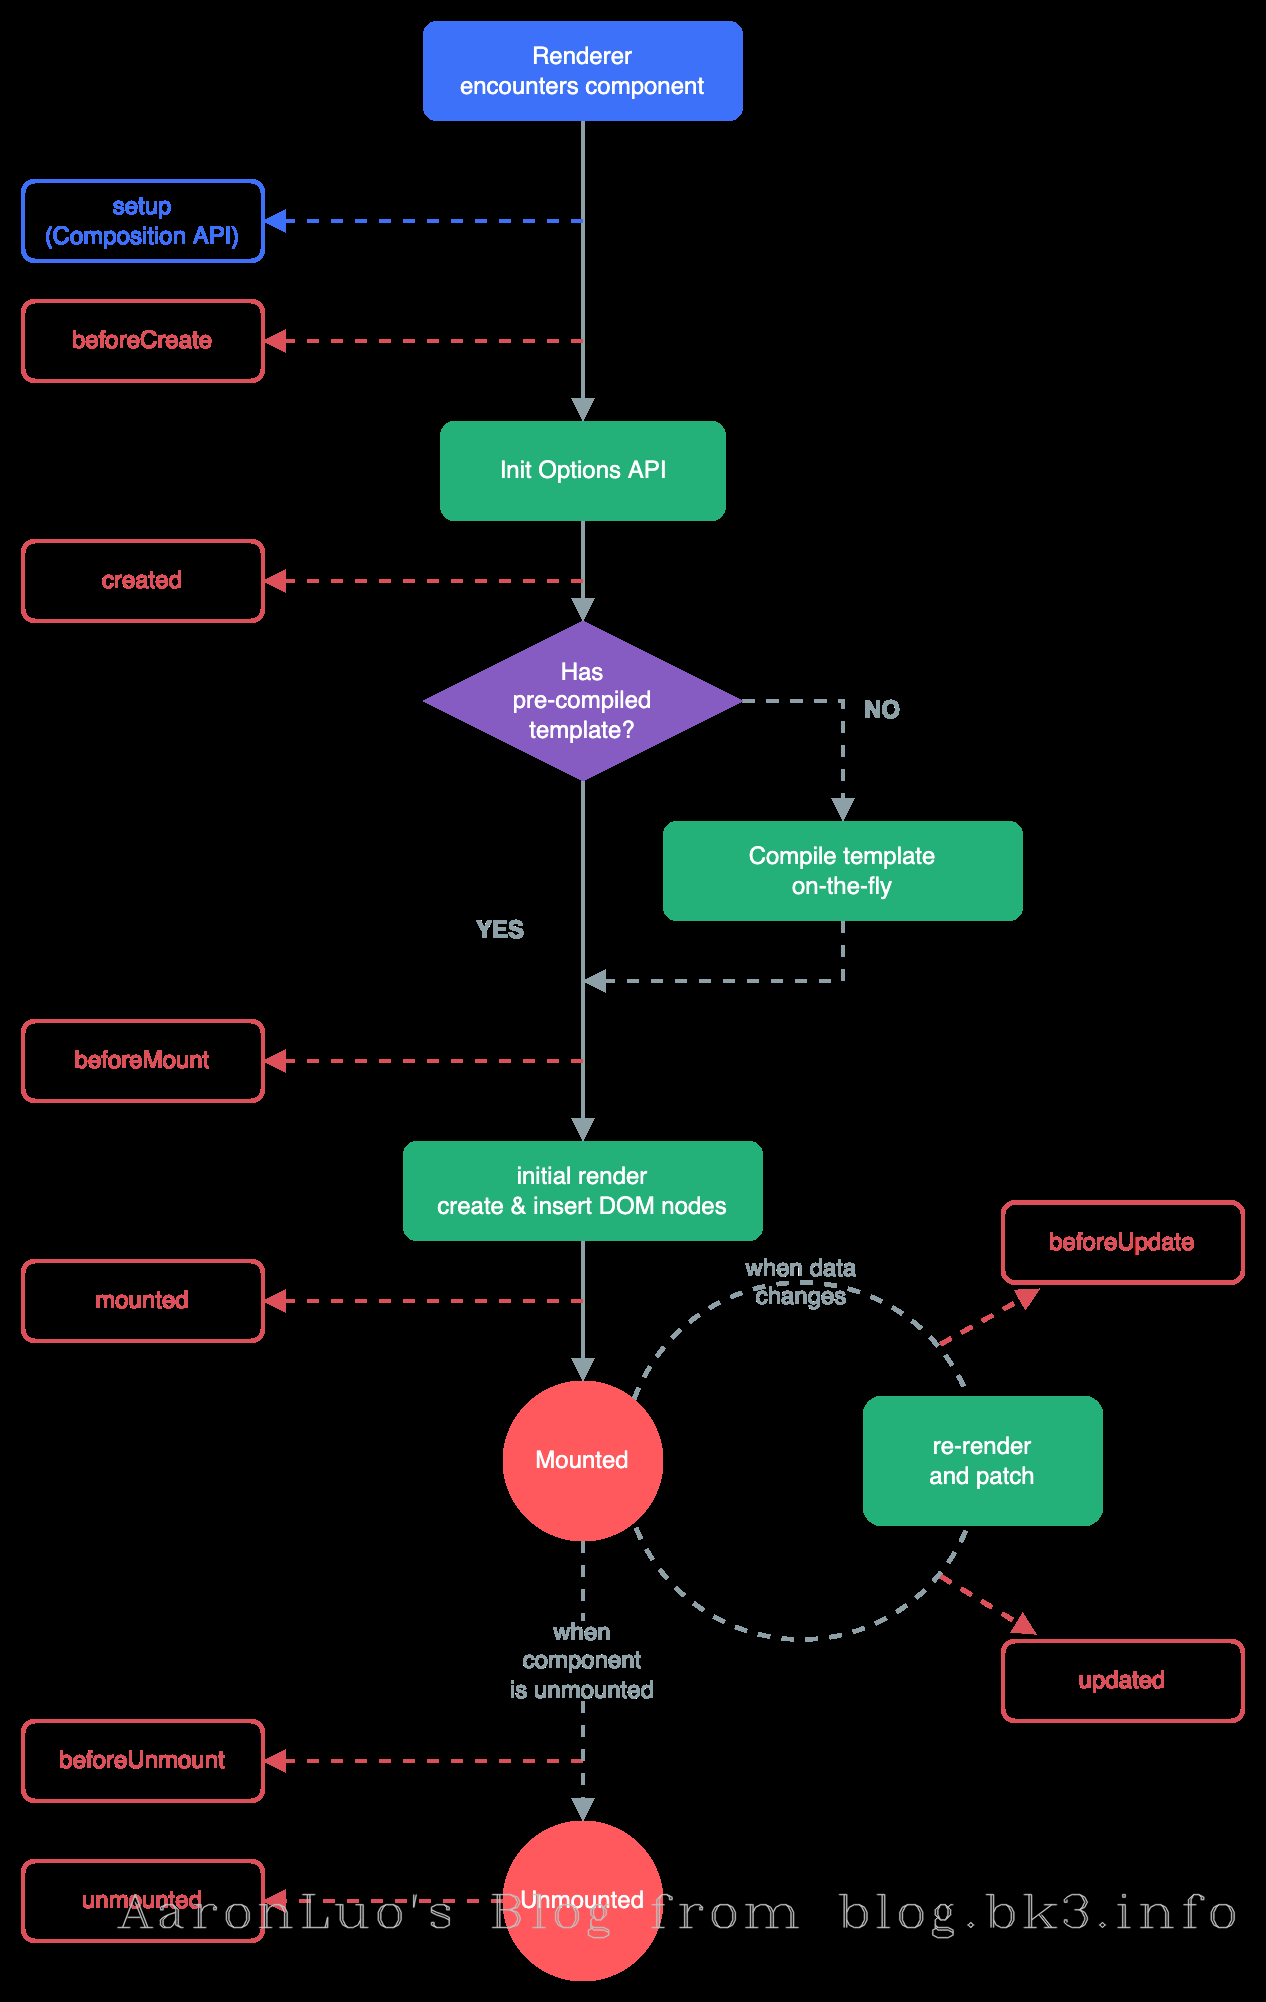 Renderer
encounters component
setup
(Composition API)
beforeCreate
Init Options API
created
Has
pre-compiled
template?
NO
Compile template
on-the-fly
YES
beforeMount
initial render
create & insert DOM nodes
beforeUpdate
when data
changes
mounted
re-render
and patch
Mounted
when
component
is unmounted
updated
beforeUnmount
unmounted
Unmounted
AaronLuo's Blog from blog.bk3.info